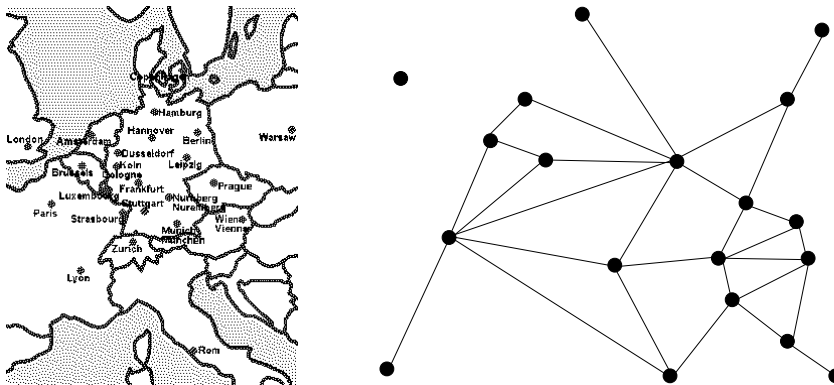 Copenhagen
Hamburg
Hannover
London
Amsterdam
Berlin
Warsaw
Dusseldorf
Koln
Leipzig
Brussels
Cologne
Frankfurt
Prague
Luxembourg
Nurnberg
Stuttgart
Nuremberg
Paris
Strasbourg
Wien
Munich
Vienna
Munchen
Zurich
Lyon
Rom